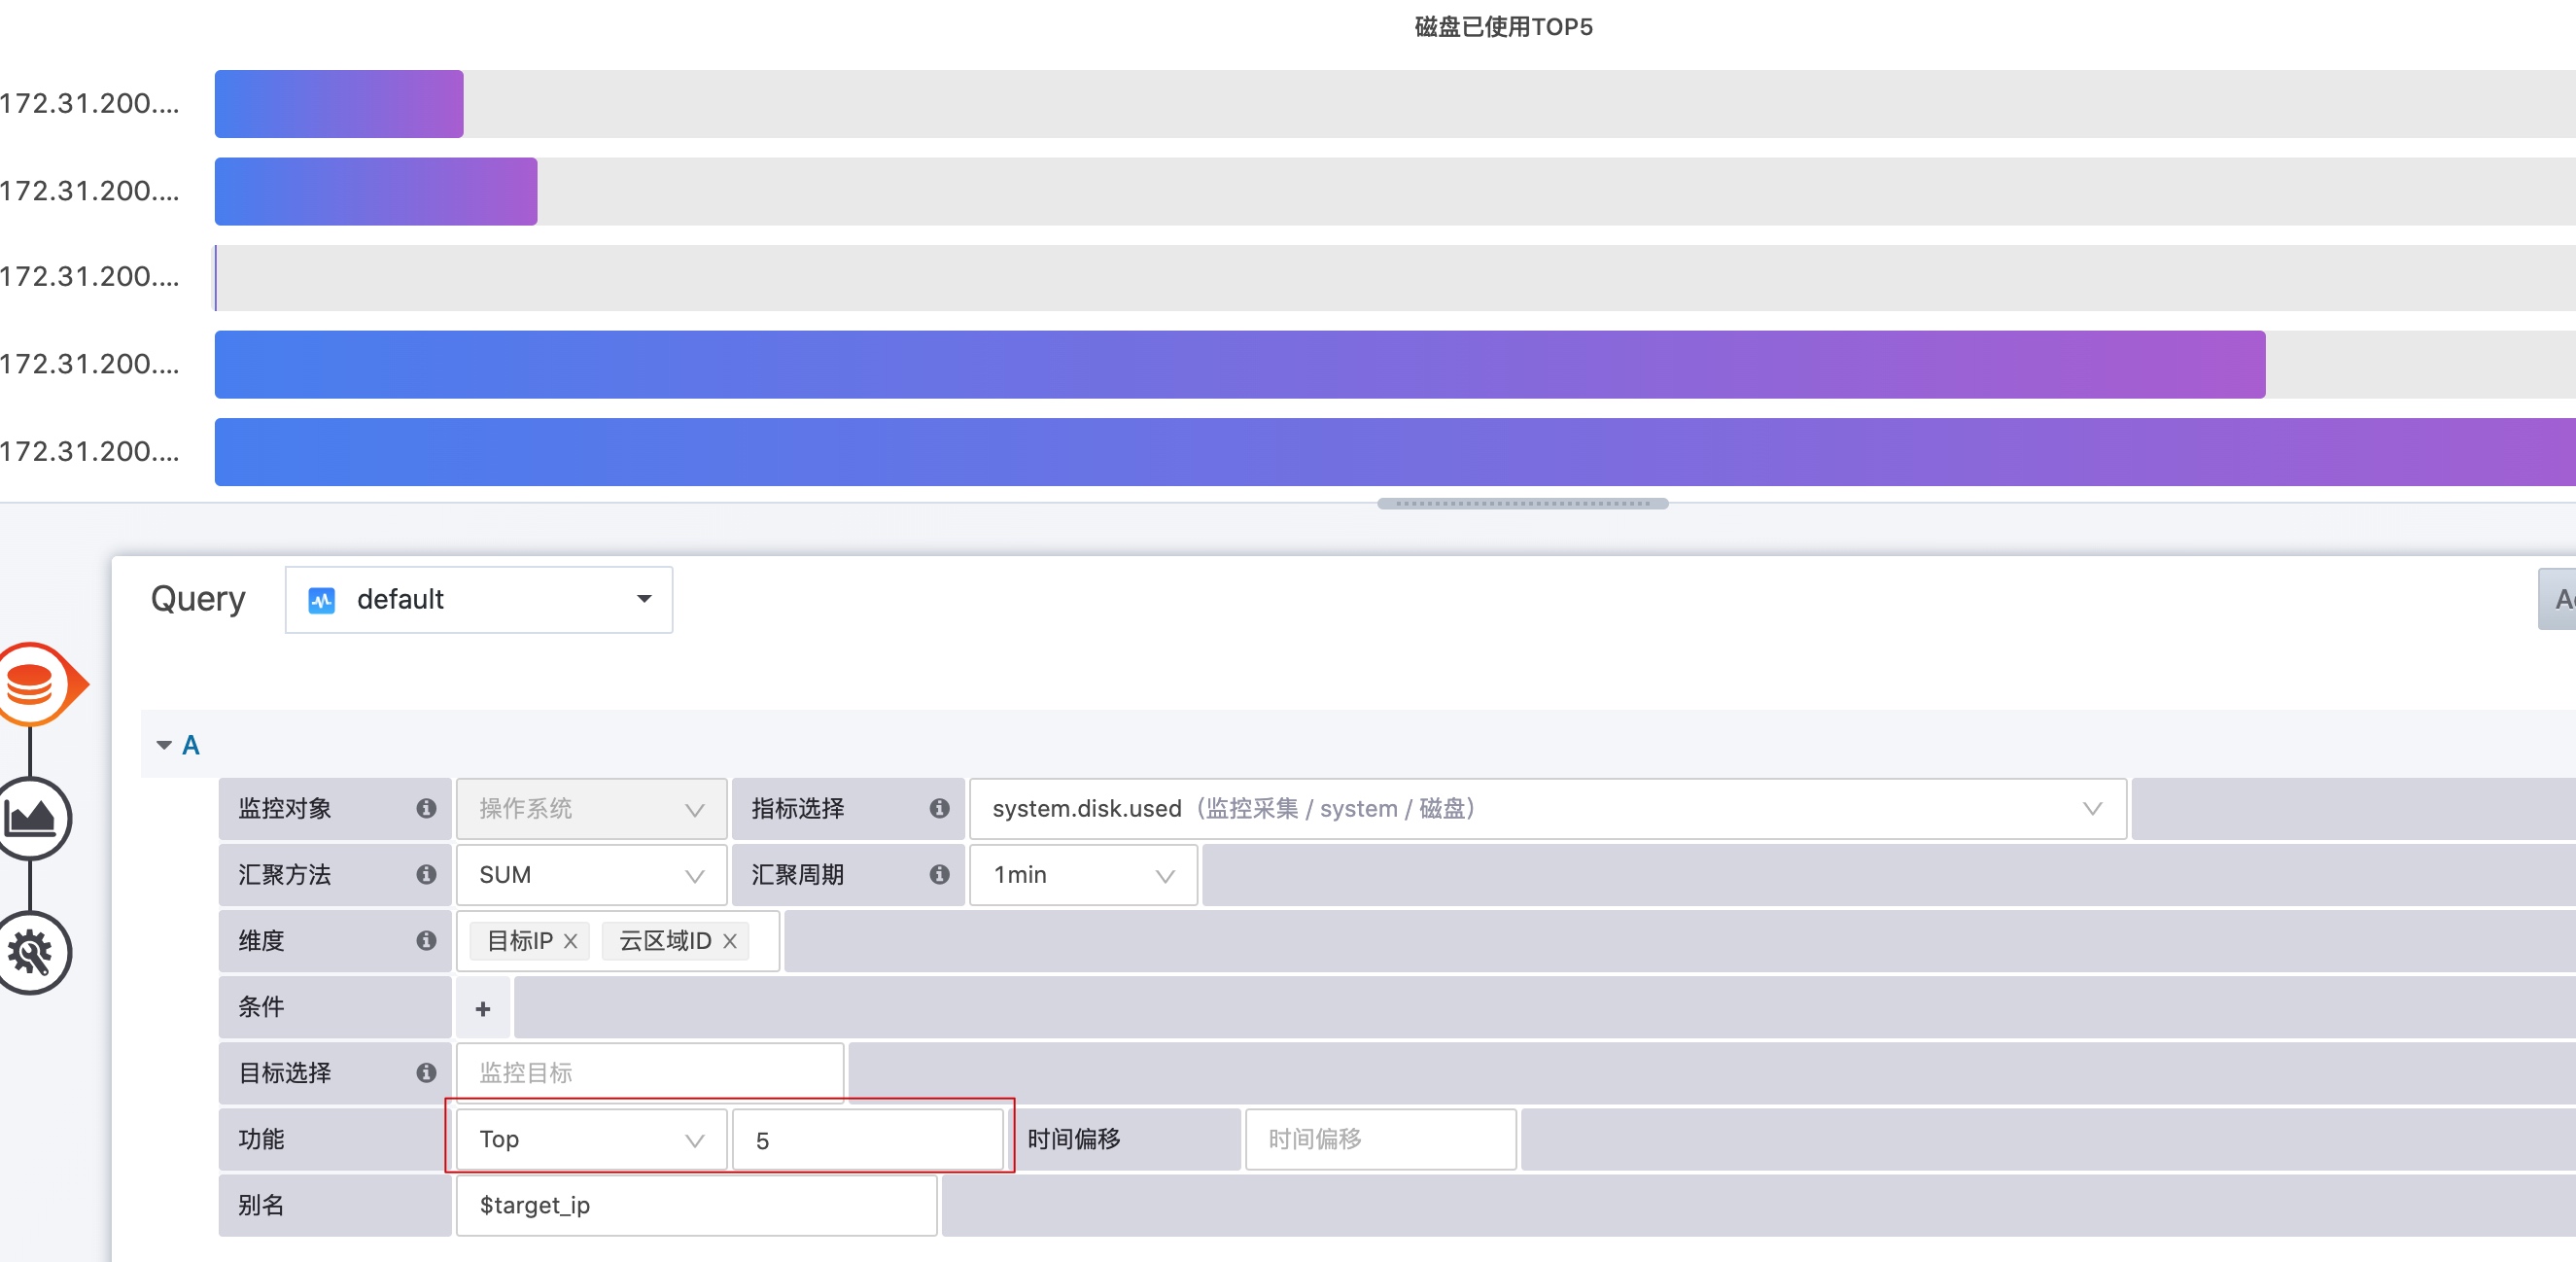 磁盘已使用TOP5
172.31.200....
172.31.200....
172.31.200....
172.31.200....
172.31.200....
Query default
A
监控对象 操作系统 指标选择 system.disk.used（监控采集 / system / 磁盘）
汇聚方法 SUM 汇聚周期 1min
维度 目标IP 云区域ID
条件 +
目标选择 监控目标
功能 Top 5 时间偏移 时间偏移
别名 $target_ip